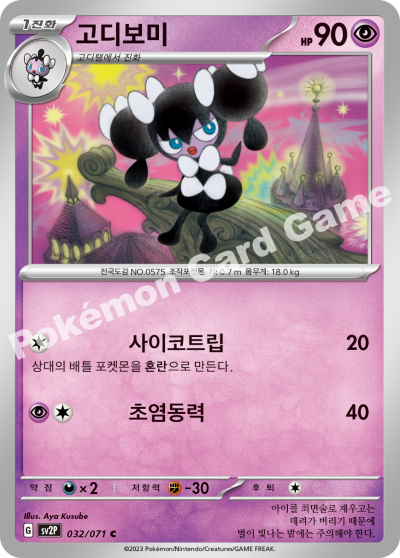 1진화
고디보미
HP 90
고디탱에서 진화
전국도감 NO.0575 조작포켓몬 키: 0.7 m 몸무게: 18.0 kg
Pokémon Card Game
사이코트립 20
상대의 배틀 포켓몬을 혼란으로 만든다.
초염동력 40
약점 ×2 저항력 -30 후퇴
Illus. Aya Kusube
G SV2P 032/071 C
아이를 최면술로 재우고는
데려가 버리기 때문에
별이 빛나는 밤에는 주의해야 한다.
©2023 Pokémon/Nintendo/Creatures/GAME FREAK.